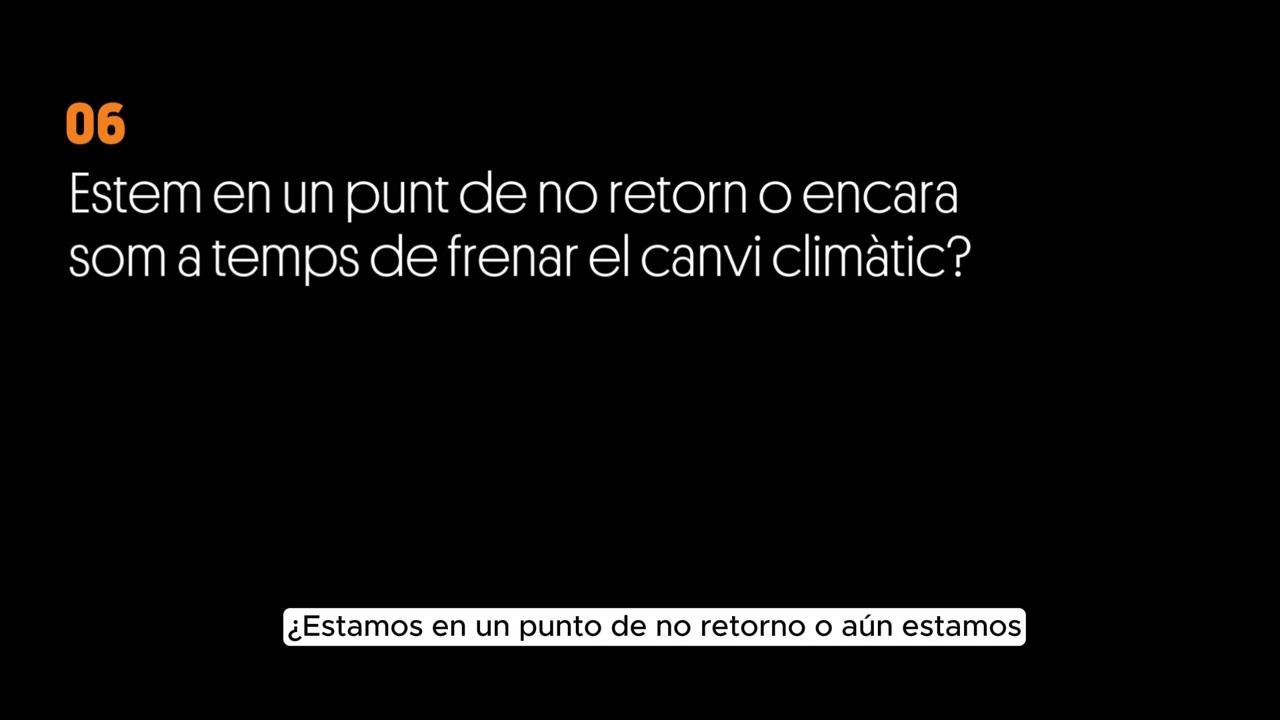 06
Estem en un punt de no retorn o encara
som a temps de frenar el canvi climàtic?
¿Estamos en un punto de no retorno o aún estamos